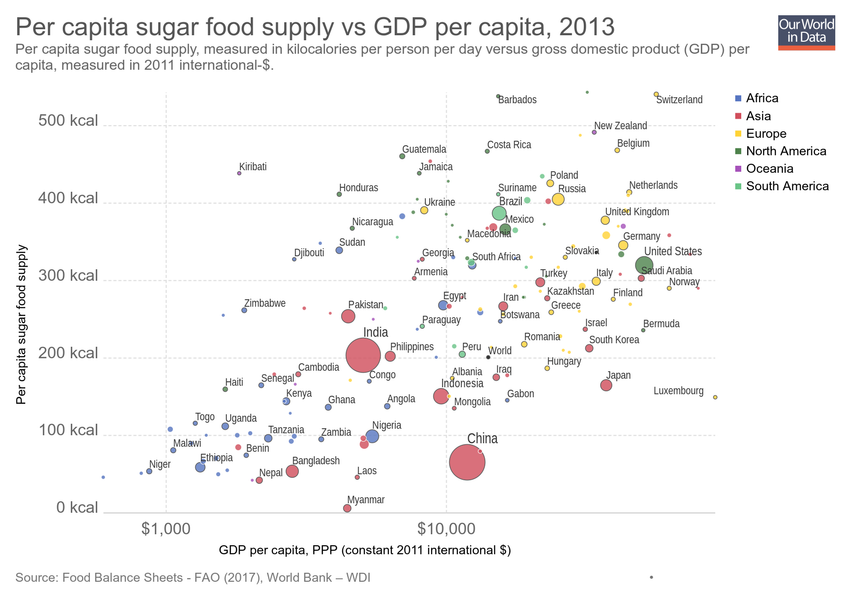 Per capita sugar food supply vs GDP per capita, 2013
Our World
in Data
Per capita sugar food supply, measured in kilocalories per person per day versus gross domestic product (GDP) per
capita, measured in 2011 international-$.
Barbados
Switzerland
Africa
500 kcal
New Zealand
Asia
Europe
Guatemala
Costa Rica
Belgium
North America
Kiribati
Jamaica
Oceania
Honduras
Suriname
Poland
Netherlands
South America
400 kcal
Ukraine
Brazil
Russia
Nicaragua
Mexico
United Kingdom
Sudan
Macedonia
Germany
Djibouti
Georgia
South Africa
Slovakia
United States
300 kcal
Armenia
Turkey
Italy
Saudi Arabia
Zimbabwe
Pakistan
Egypt
Iran
Kazakhstan
Finland
Norway
Paraguay
Botswana
Greece
India
Israel
Bermuda
200 kcal
Philippines
Peru
World
Romania
South Korea
Cambodia
Congo
Albania
Iraq
Hungary
Haiti
Senegal
Indonesia
Japan
Kenya
Ghana
Angola
Mongolia
Gabon
Luxembourg
Togo
Uganda
100 kcal
Tanzania
Zambia
Nigeria
China
Malawi
Benin
Niger
Ethiopia
Nepal
Bangladesh
Laos
Myanmar
0 kcal
Per capita sugar food supply
$1,000
$10,000
GDP per capita, PPP (constant 2011 international $)
Source: Food Balance Sheets - FAO (2017), World Bank – WDI